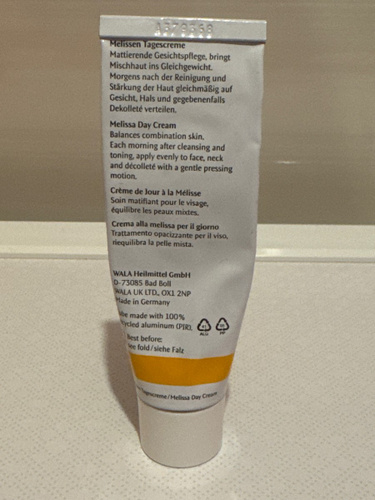 Melissen Tagescreme
Mattierende Gesichtspflege, bringt
Mischhaut ins Gleichgewicht.
Morgens nach der Reinigung und
Stärkung der Haut gleichmäßig auf
Gesicht, Hals und gegebenenfalls
Dekolleté verteilen.
Melissa Day Cream
Balances combination skin.
Each morning after cleansing and
toning, apply evenly to face, neck
and décolleté with a gentle pressing
motion.
Crème de Jour à la Mélisse
Soin matifiant pour le visage,
équilibre les peaux mixtes.
Crema alla melissa per il giorno
Trattamento opacizzante per il viso,
riequilibra la pelle mista.
WALA Heilmittel GmbH
D-73085 Bad Boll
WALA UK LTD., OX1 2NP
Made in Germany
made with 100%
aluminum (PIR).
before:
fold/siehe Falz
Tagescreme/Melissa Day Cream